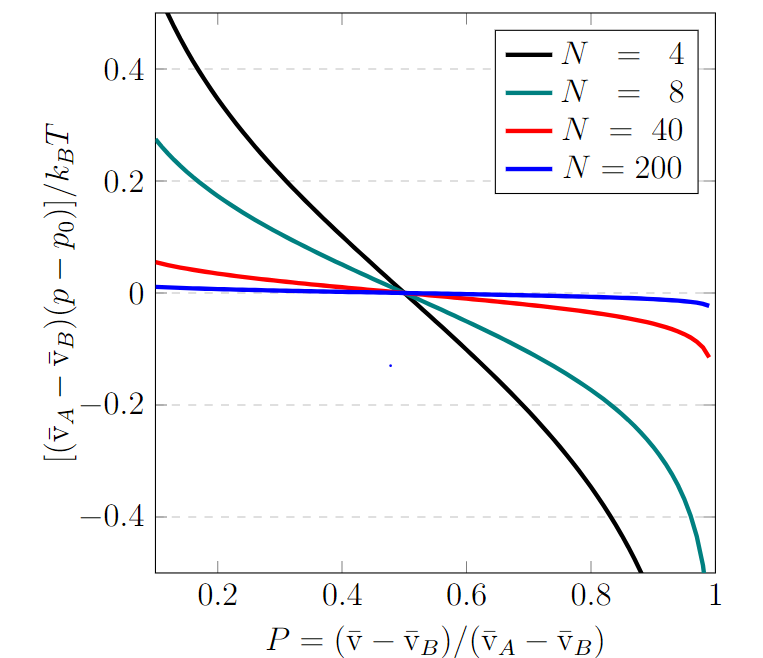 0.4
0.2
0
−0.2
−0.4
0.2 0.4 0.6 0.8 1
[(v̄_A − v̄_B)(p − p_0)]/k_BT
P = (v̄ − v̄_B)/(v̄_A − v̄_B)
N = 4
N = 8
N = 40
N = 200